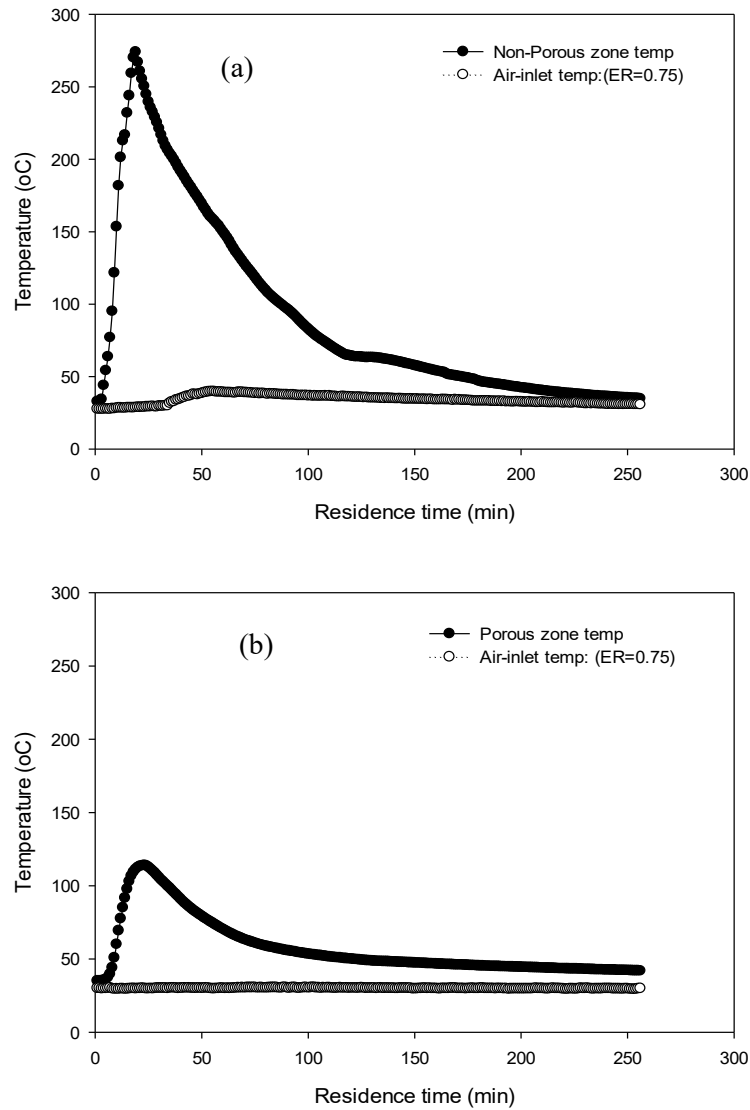 300
(a)
Non-Porous zone temp
Air-inlet temp:(ER=0.75)
250
200
150
100
50
0
Temperature (oC)
0 50 100 150 200 250 300
Residence time (min)
300
(b)
Porous zone temp
Air-inlet temp: (ER=0.75)
250
200
150
100
50
0
Temperature (oC)
0 50 100 150 200 250 300
Residence time (min)